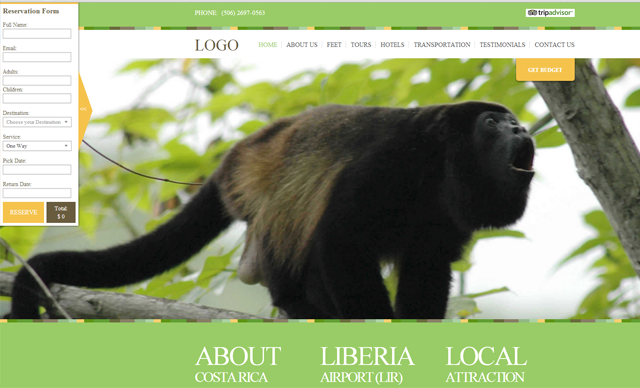 Reservation Form
Full Name:
Email:
Adults:
Children:
Destination:
Choose your Destination
Service:
One Way
Pick Date:
Return Date:
RESERVE
Total:
$ 0
PHONE: (506) 2697-0563
tripadvisor
LOGO
HOME
ABOUT US
FEET
TOURS
HOTELS
TRANSPORTATION
TESTIMONIALS
CONTACT US
GET BUDGET
ABOUT
COSTA RICA
LIBERIA
AIRPORT (LIR)
LOCAL
ATTRACTION